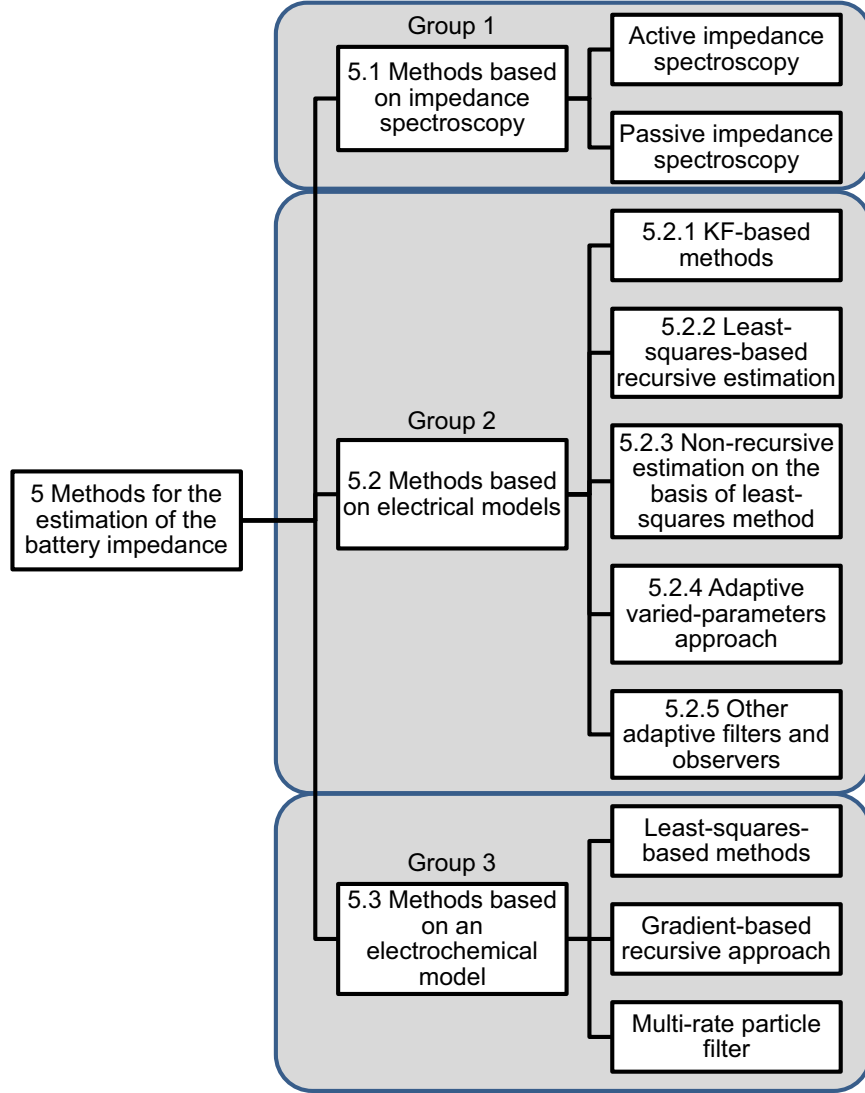 Group 1
5.1 Methods based
on impedance
spectroscopy
Active impedance
spectroscopy
Passive impedance
spectroscopy
5 Methods for the
estimation of the
battery impedance
Group 2
5.2 Methods based
on electrical models
5.2.1 KF-based
methods
5.2.2 Least-
squares-based
recursive estimation
5.2.3 Non-recursive
estimation on the
basis of least-
squares method
5.2.4 Adaptive
varied-parameters
approach
5.2.5 Other
adaptive filters and
observers
Group 3
5.3 Methods based
on an
electrochemical
model
Least-squares-
based methods
Gradient-based
recursive approach
Multi-rate particle
filter